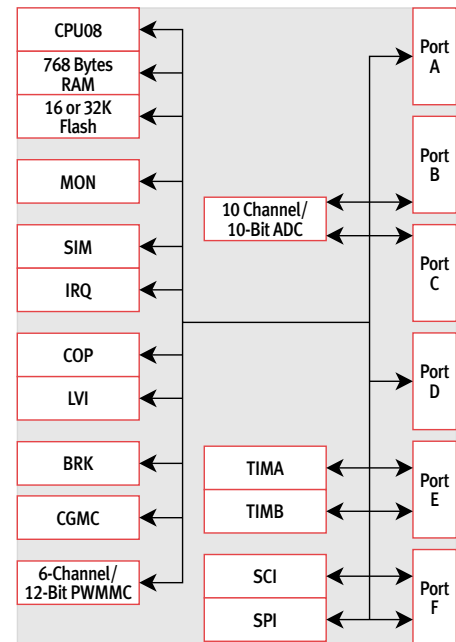 CPU08
768 Bytes
RAM
16 or 32K
Flash
MON
SIM
IRQ
COP
LVI
BRK
CGMC
6-Channel/
12-Bit PWMMC
10 Channel/
10-Bit ADC
TIMA
TIMB
SCI
SPI
Port
A
Port
B
Port
C
Port
D
Port
E
Port
F